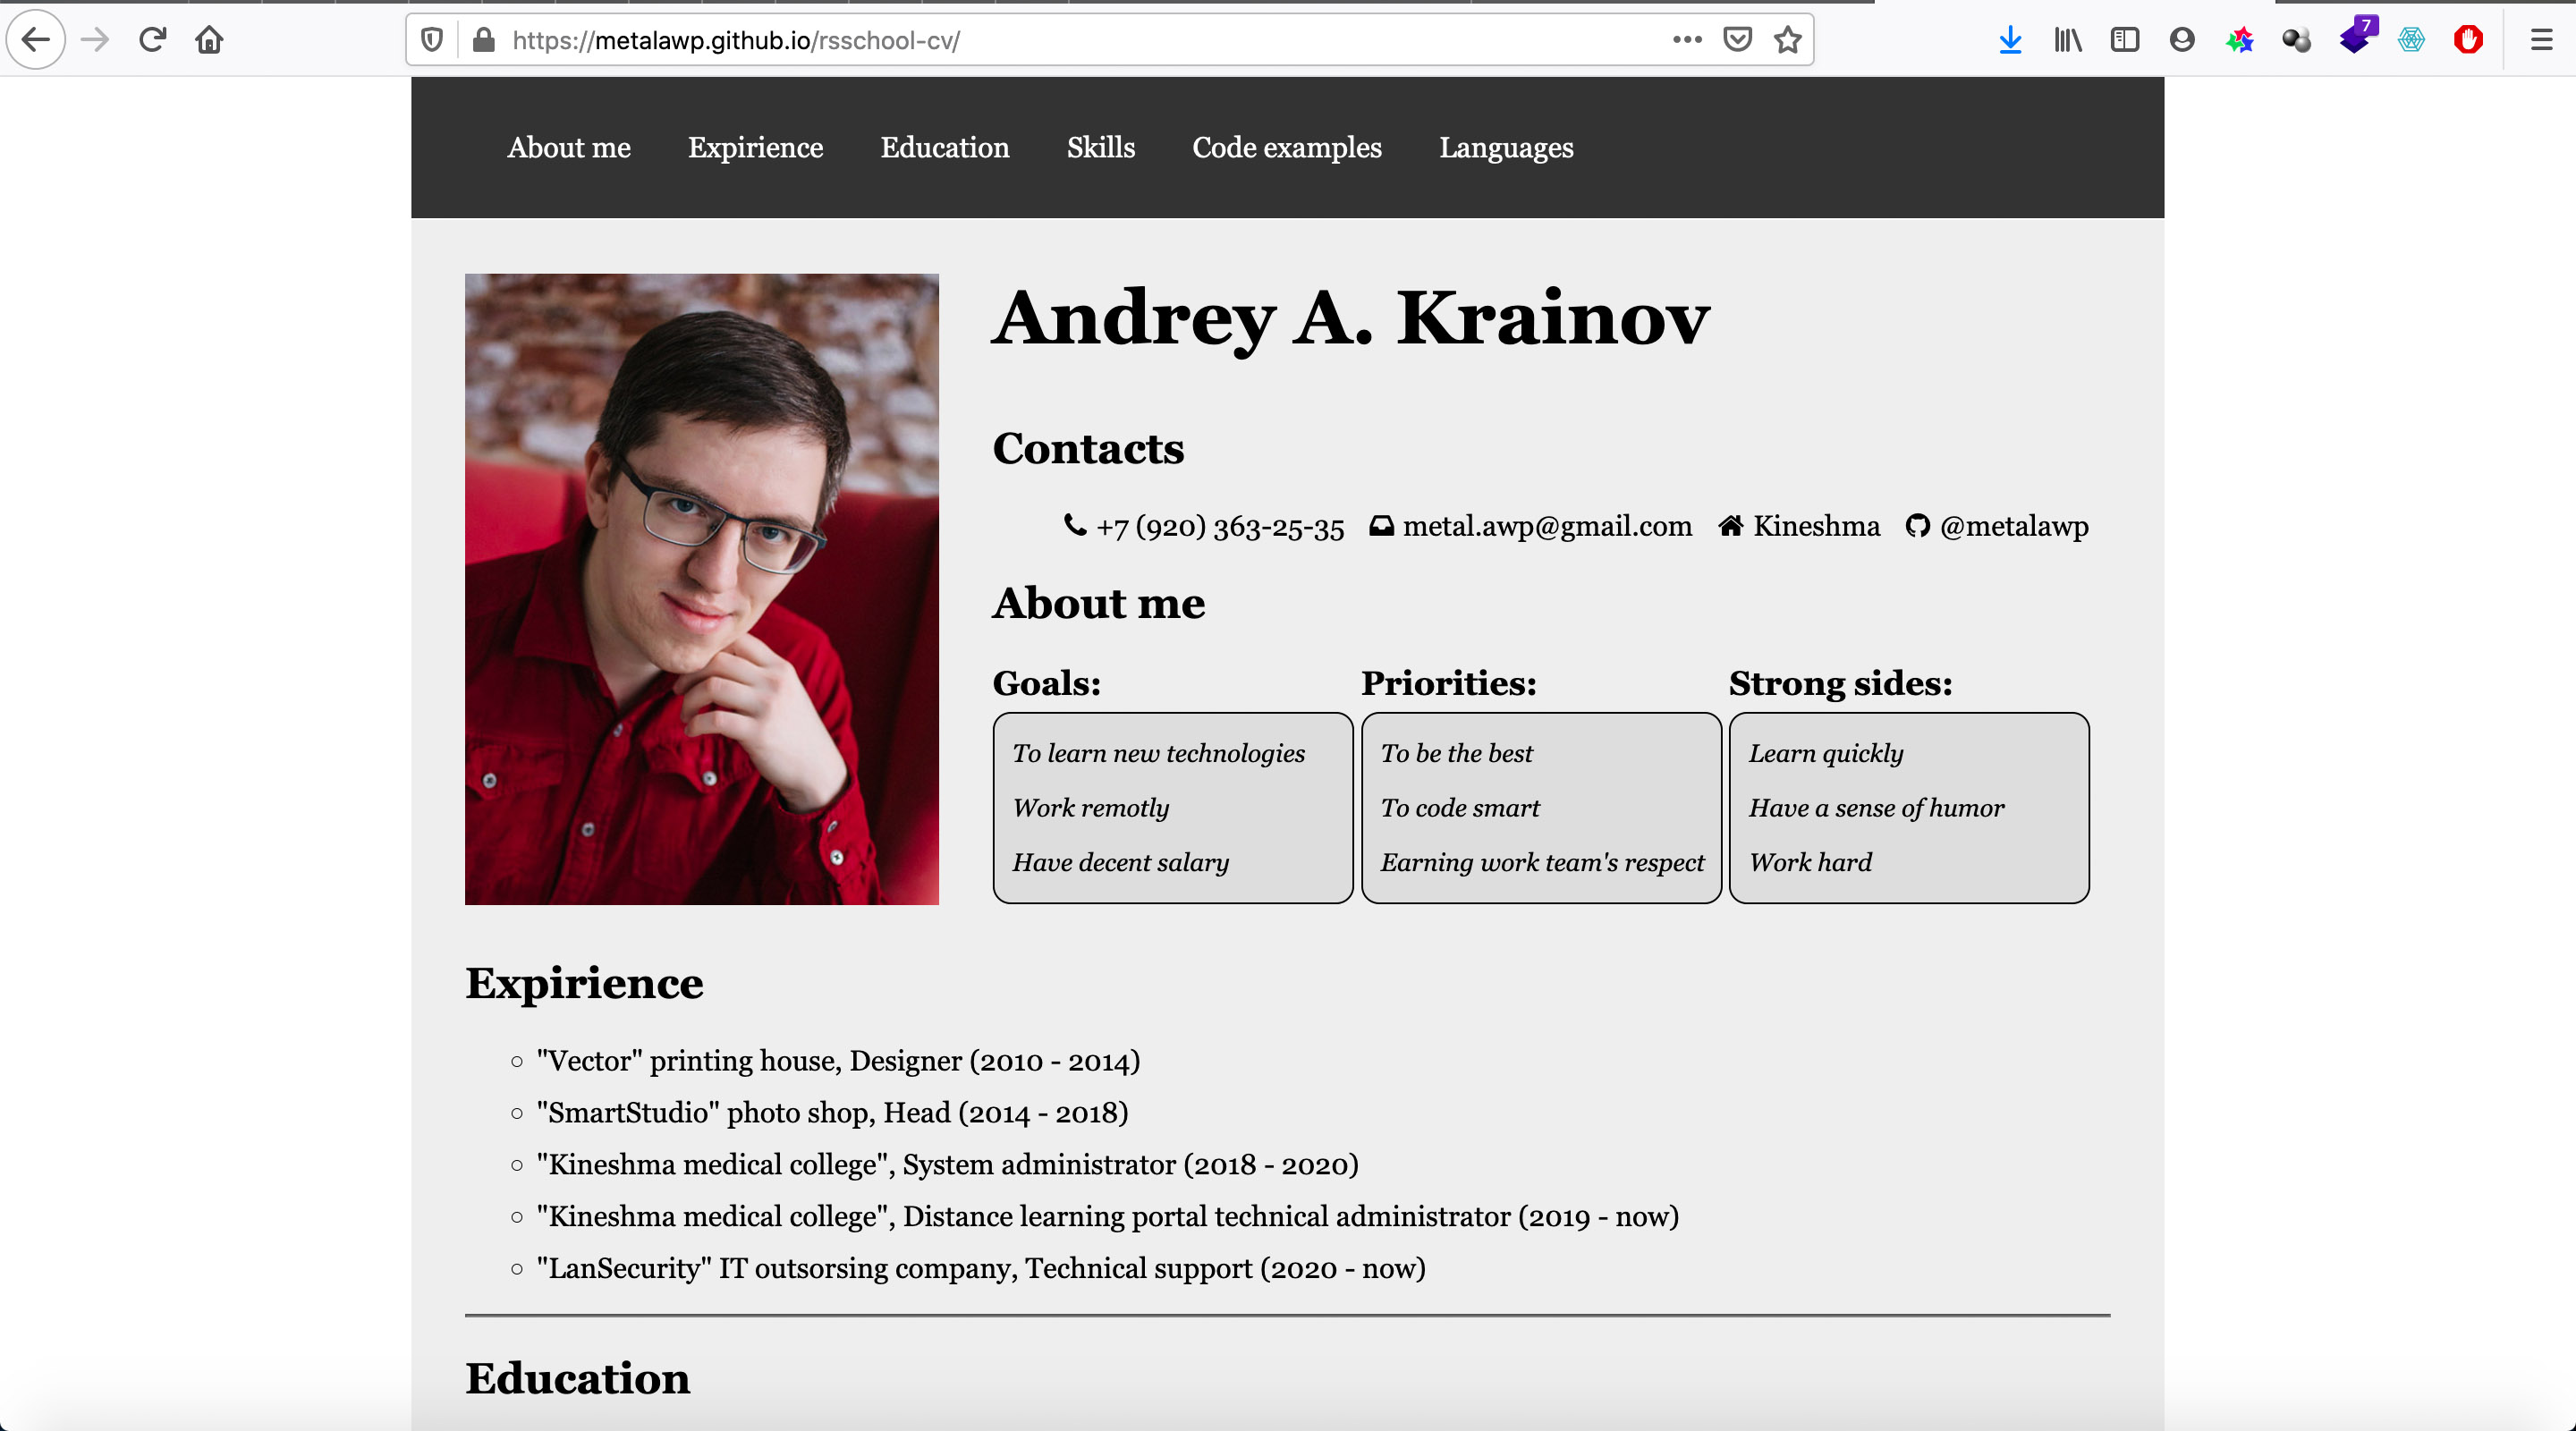 https://metalawp.github.io/rsschool-cv/
7
About me Expirience Education Skills Code examples Languages
Andrey A. Krainov
Contacts
+7 (920) 363-25-35 metal.awp@gmail.com Kineshma @metalawp
About me
Goals: Priorities: Strong sides:
To learn new technologies To be the best Learn quickly
Work remotly To code smart Have a sense of humor
Have decent salary Earning work team's respect Work hard
Expirience
"Vector" printing house, Designer (2010 - 2014)
"SmartStudio" photo shop, Head (2014 - 2018)
"Kineshma medical college", System administrator (2018 - 2020)
"Kineshma medical college", Distance learning portal technical administrator (2019 - now)
"LanSecurity" IT outsorsing company, Technical support (2020 - now)
Education